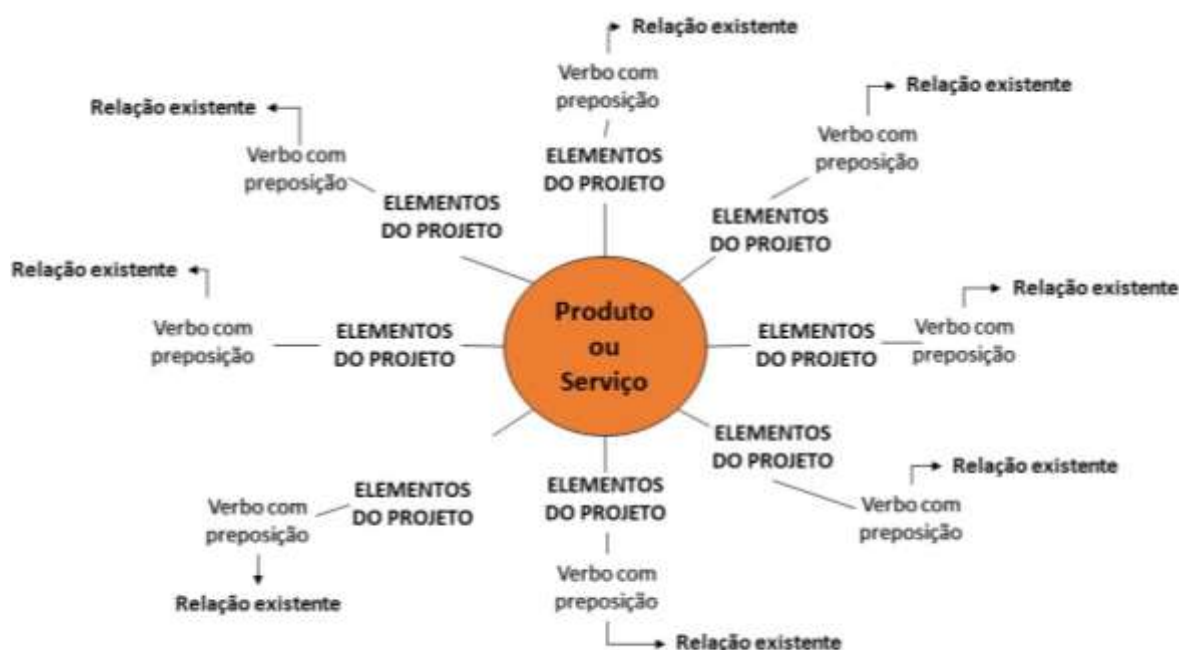 Relação existente
Verbo com
preposição
ELEMENTOS
DO PROJETO
Relação existente
Verbo com
preposição
ELEMENTOS
DO PROJETO
Relação existente
Verbo com
preposição
ELEMENTOS
DO PROJETO
Relação existente
Verbo com
preposição
ELEMENTOS
DO PROJETO
Produto
ou
Serviço
ELEMENTOS
DO PROJETO
Verbo com
preposição
Relação existente
ELEMENTOS
DO PROJETO
Verbo com
preposição
Relação existente
ELEMENTOS
DO PROJETO
Verbo com
preposição
Relação existente
ELEMENTOS
DO PROJETO
Verbo com
preposição
Relação existente